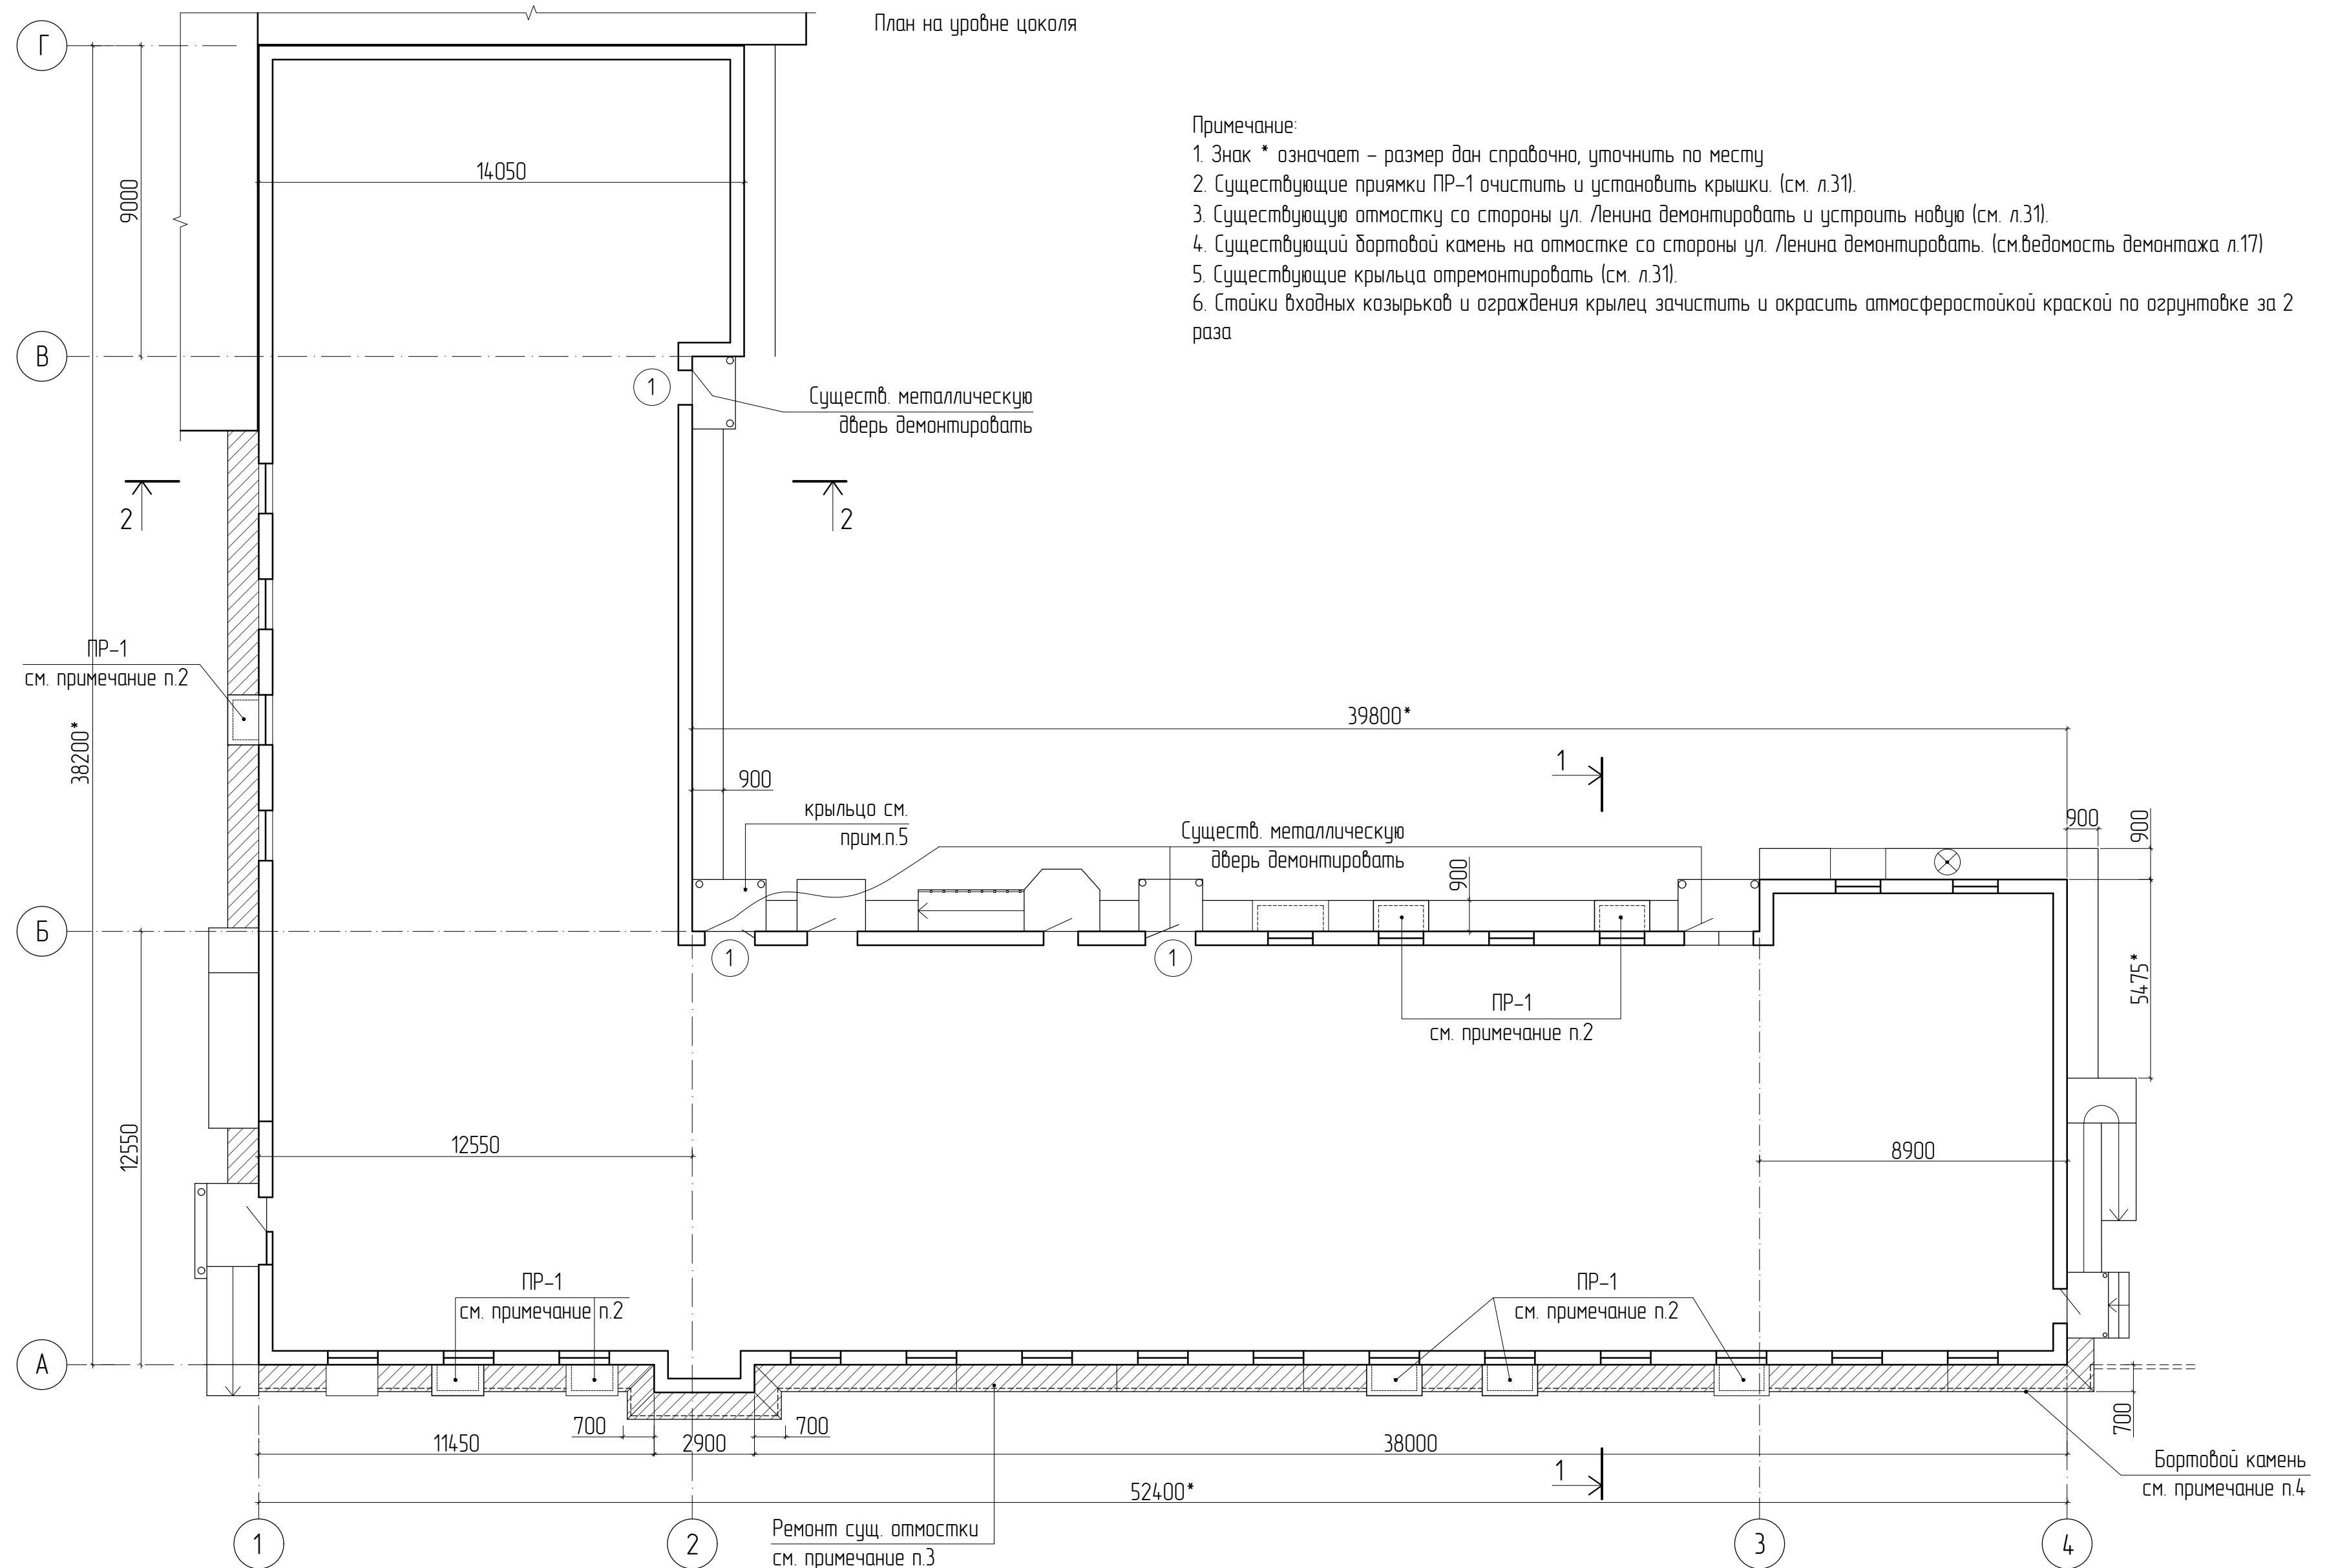 План на уровне цоколя
Г
Примечание:
1. Знак * означает – размер дан справочно, уточнить по месту
2. Существующие приямки ПР-1 очистить и установить крышки. (см. л.31).
3. Существующую отмостку со стороны ул. Ленина демонтировать и устроить новую (см. л.31).
4. Существующий бортовой камень на отмостке со стороны ул. Ленина демонтировать. (см.ведомость демонтажа л.17)
5. Существующие крыльца отремонтировать (см. л.31).
6. Стойки входных козырьков и ограждения крылец зачистить и окрасить атмосферостойкой краской по огрунтовке за 2
раза
14050
9000
В
1
Существ. металлическую
дверь демонтировать
2
2
ПР-1
см. примечание п.2
38200*
39800*
900
1
крыльцо см.
прим.п.5
Существ. металлическую
дверь демонтировать
900
900
900
Б
1
1
5475*
ПР-1
см. примечание п.2
12550
12550
8900
ПР-1
см. примечание п.2
ПР-1
см. примечание п.2
А
700
700
700
11450
2900
38000
1
Бортовой камень
см. примечание п.4
52400*
Ремонт сущ. отмостки
см. примечание п.3
1
2
3
4